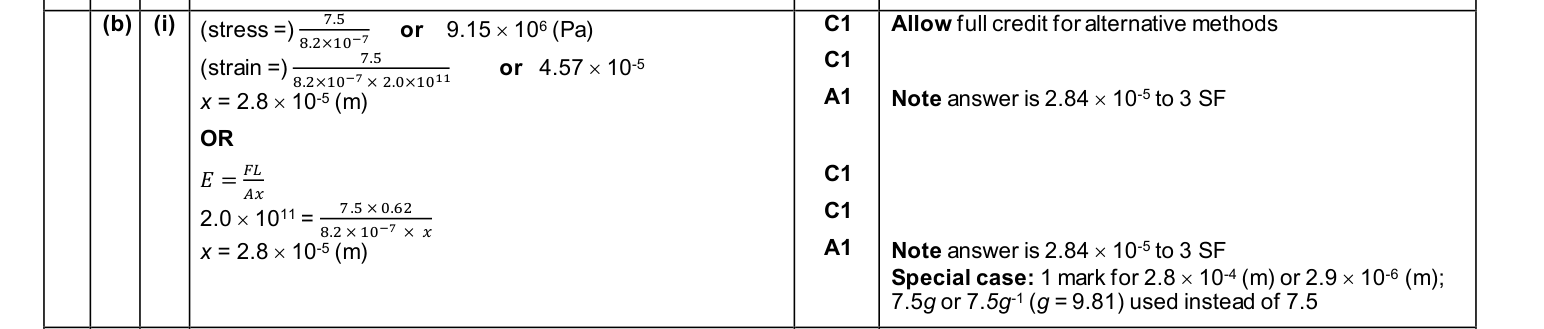 (b) (i) (stress =) 7.5 / 8.2×10⁻⁷ or 9.15 × 10⁶ (Pa) C1 Allow full credit for alternative methods
(strain =) 7.5 / 8.2×10⁻⁷ × 2.0×10¹¹ or 4.57 × 10⁻⁵ C1
x = 2.8 × 10⁻⁵ (m) A1 Note answer is 2.84 × 10⁻⁵ to 3 SF
OR
E = FL / Ax C1
2.0 × 10¹¹ = 7.5 × 0.62 / 8.2 × 10⁻⁷ × x C1
x = 2.8 × 10⁻⁵ (m) A1 Note answer is 2.84 × 10⁻⁵ to 3 SF
Special case: 1 mark for 2.8 × 10⁻⁴ (m) or 2.9 × 10⁻⁶ (m);
7.5g or 7.5g⁻¹ (g = 9.81) used instead of 7.5